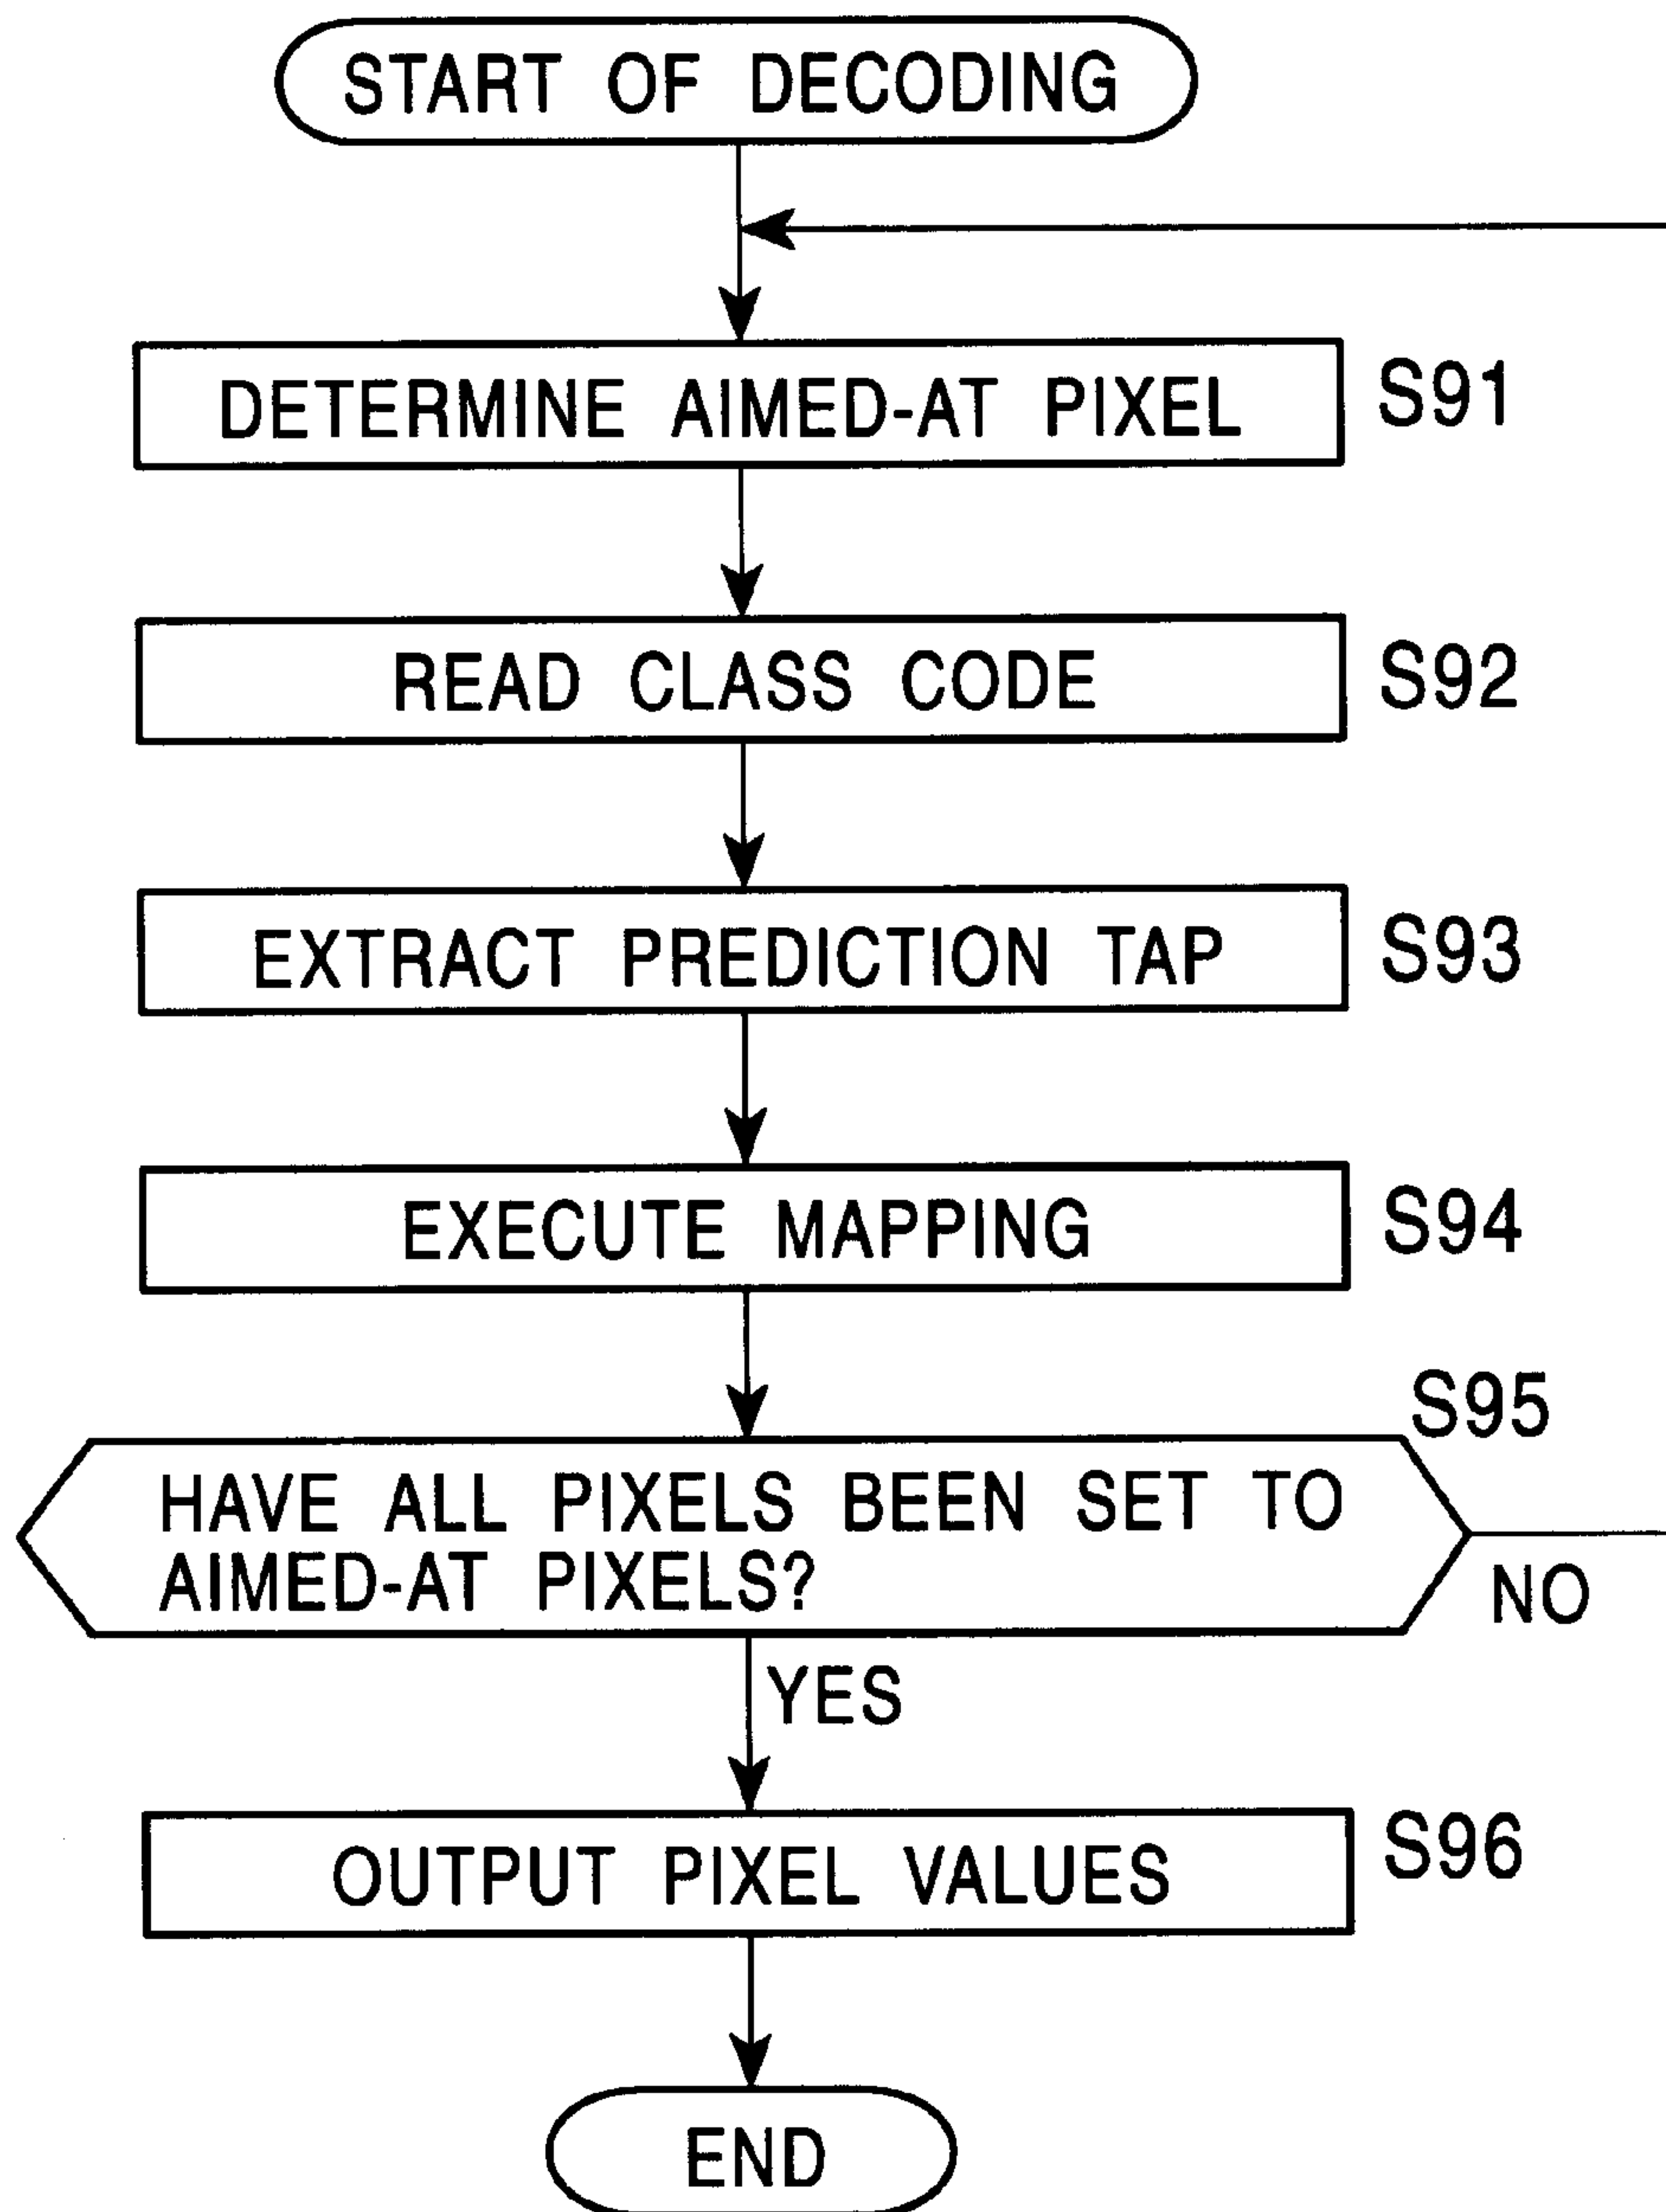 START OF DECODING
DETERMINE AIMED-AT PIXEL
S91
READ CLASS CODE
S92
EXTRACT PREDICTION TAP
S93
EXECUTE MAPPING
S94
S95
HAVE ALL PIXELS BEEN SET TO
AIMED-AT PIXELS?
NO
YES
OUTPUT PIXEL VALUES
S96
END